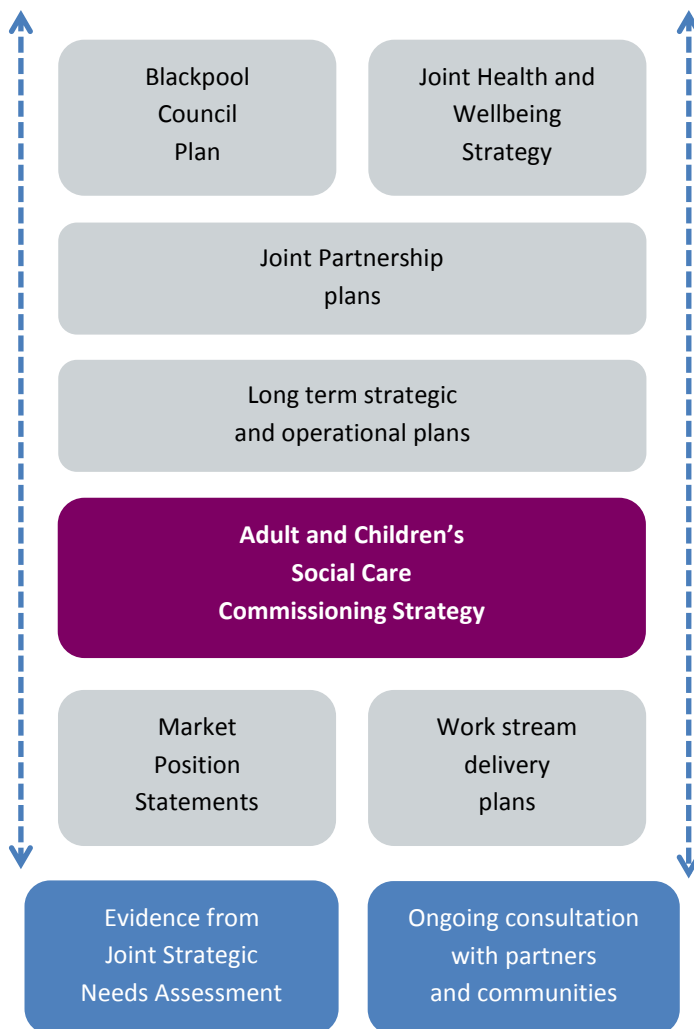 Blackpool
Council
Plan
Joint Health and
Wellbeing
Strategy
Joint Partnership
plans
Long term strategic
and operational plans
Adult and Children’s
Social Care
Commissioning Strategy
Market
Position
Statements
Work stream
delivery
plans
Evidence from
Joint Strategic
Needs Assessment
Ongoing consultation
with partners
and communities